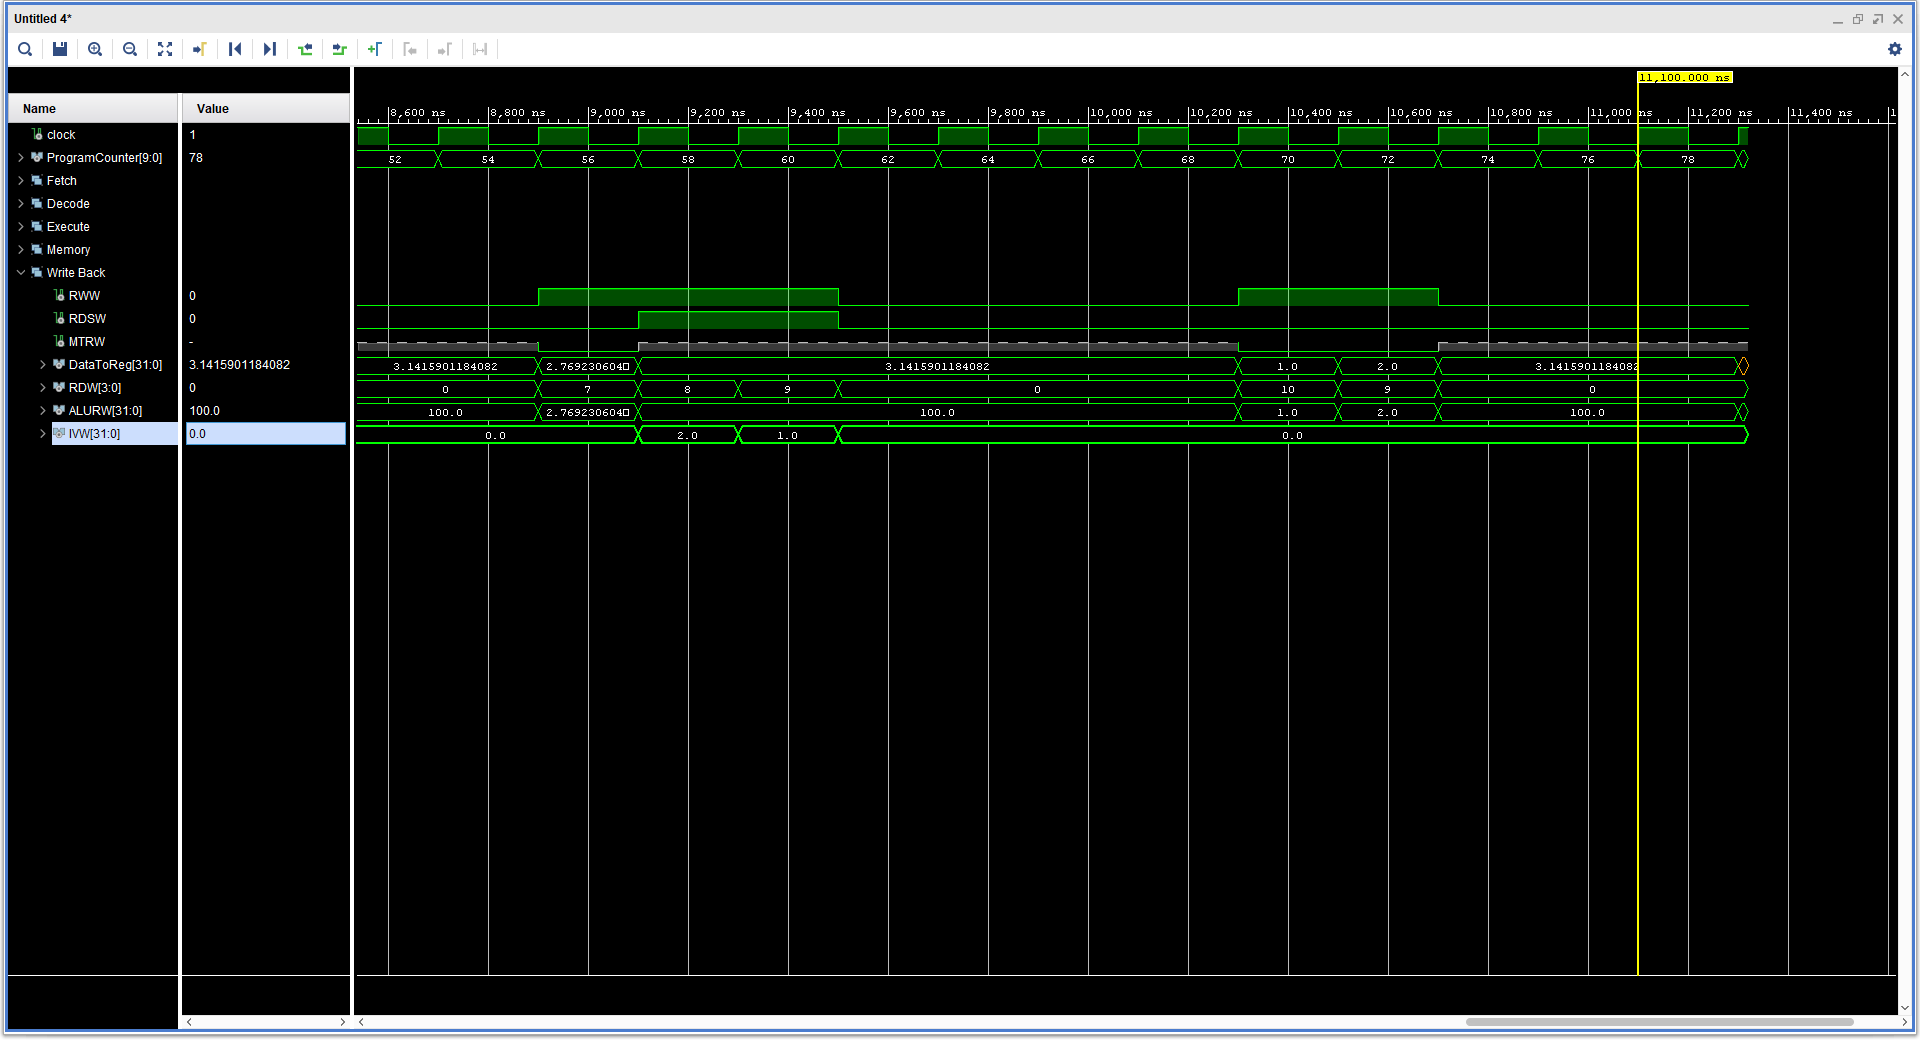 Untitled 4*
11,100.000 ns
Name Value
8,600 ns 8,800 ns 9,000 ns 9,200 ns 9,400 ns 9,600 ns 9,800 ns 10,000 ns 10,200 ns 10,400 ns 10,600 ns 10,800 ns 11,000 ns 11,200 ns 11,400 ns 1
clock 1
ProgramCounter[9:0] 78 52 54 56 58 60 62 64 66 68 70 72 74 76 78
Fetch
Decode
Execute
Memory
Write Back
RWW 0
RDSW 0
MTRW -
DataToReg[31:0] 3.1415901184082 3.1415901184082 2.769230604 3.1415901184082 1.0 2.0 3.1415901184082
RDW[3:0] 0 0 7 8 9 0 10 9 0
ALURW[31:0] 100.0 100.0 2.769230604 100.0 1.0 2.0 100.0
IVW[31:0] 0.0 0.0 2.0 1.0 0.0